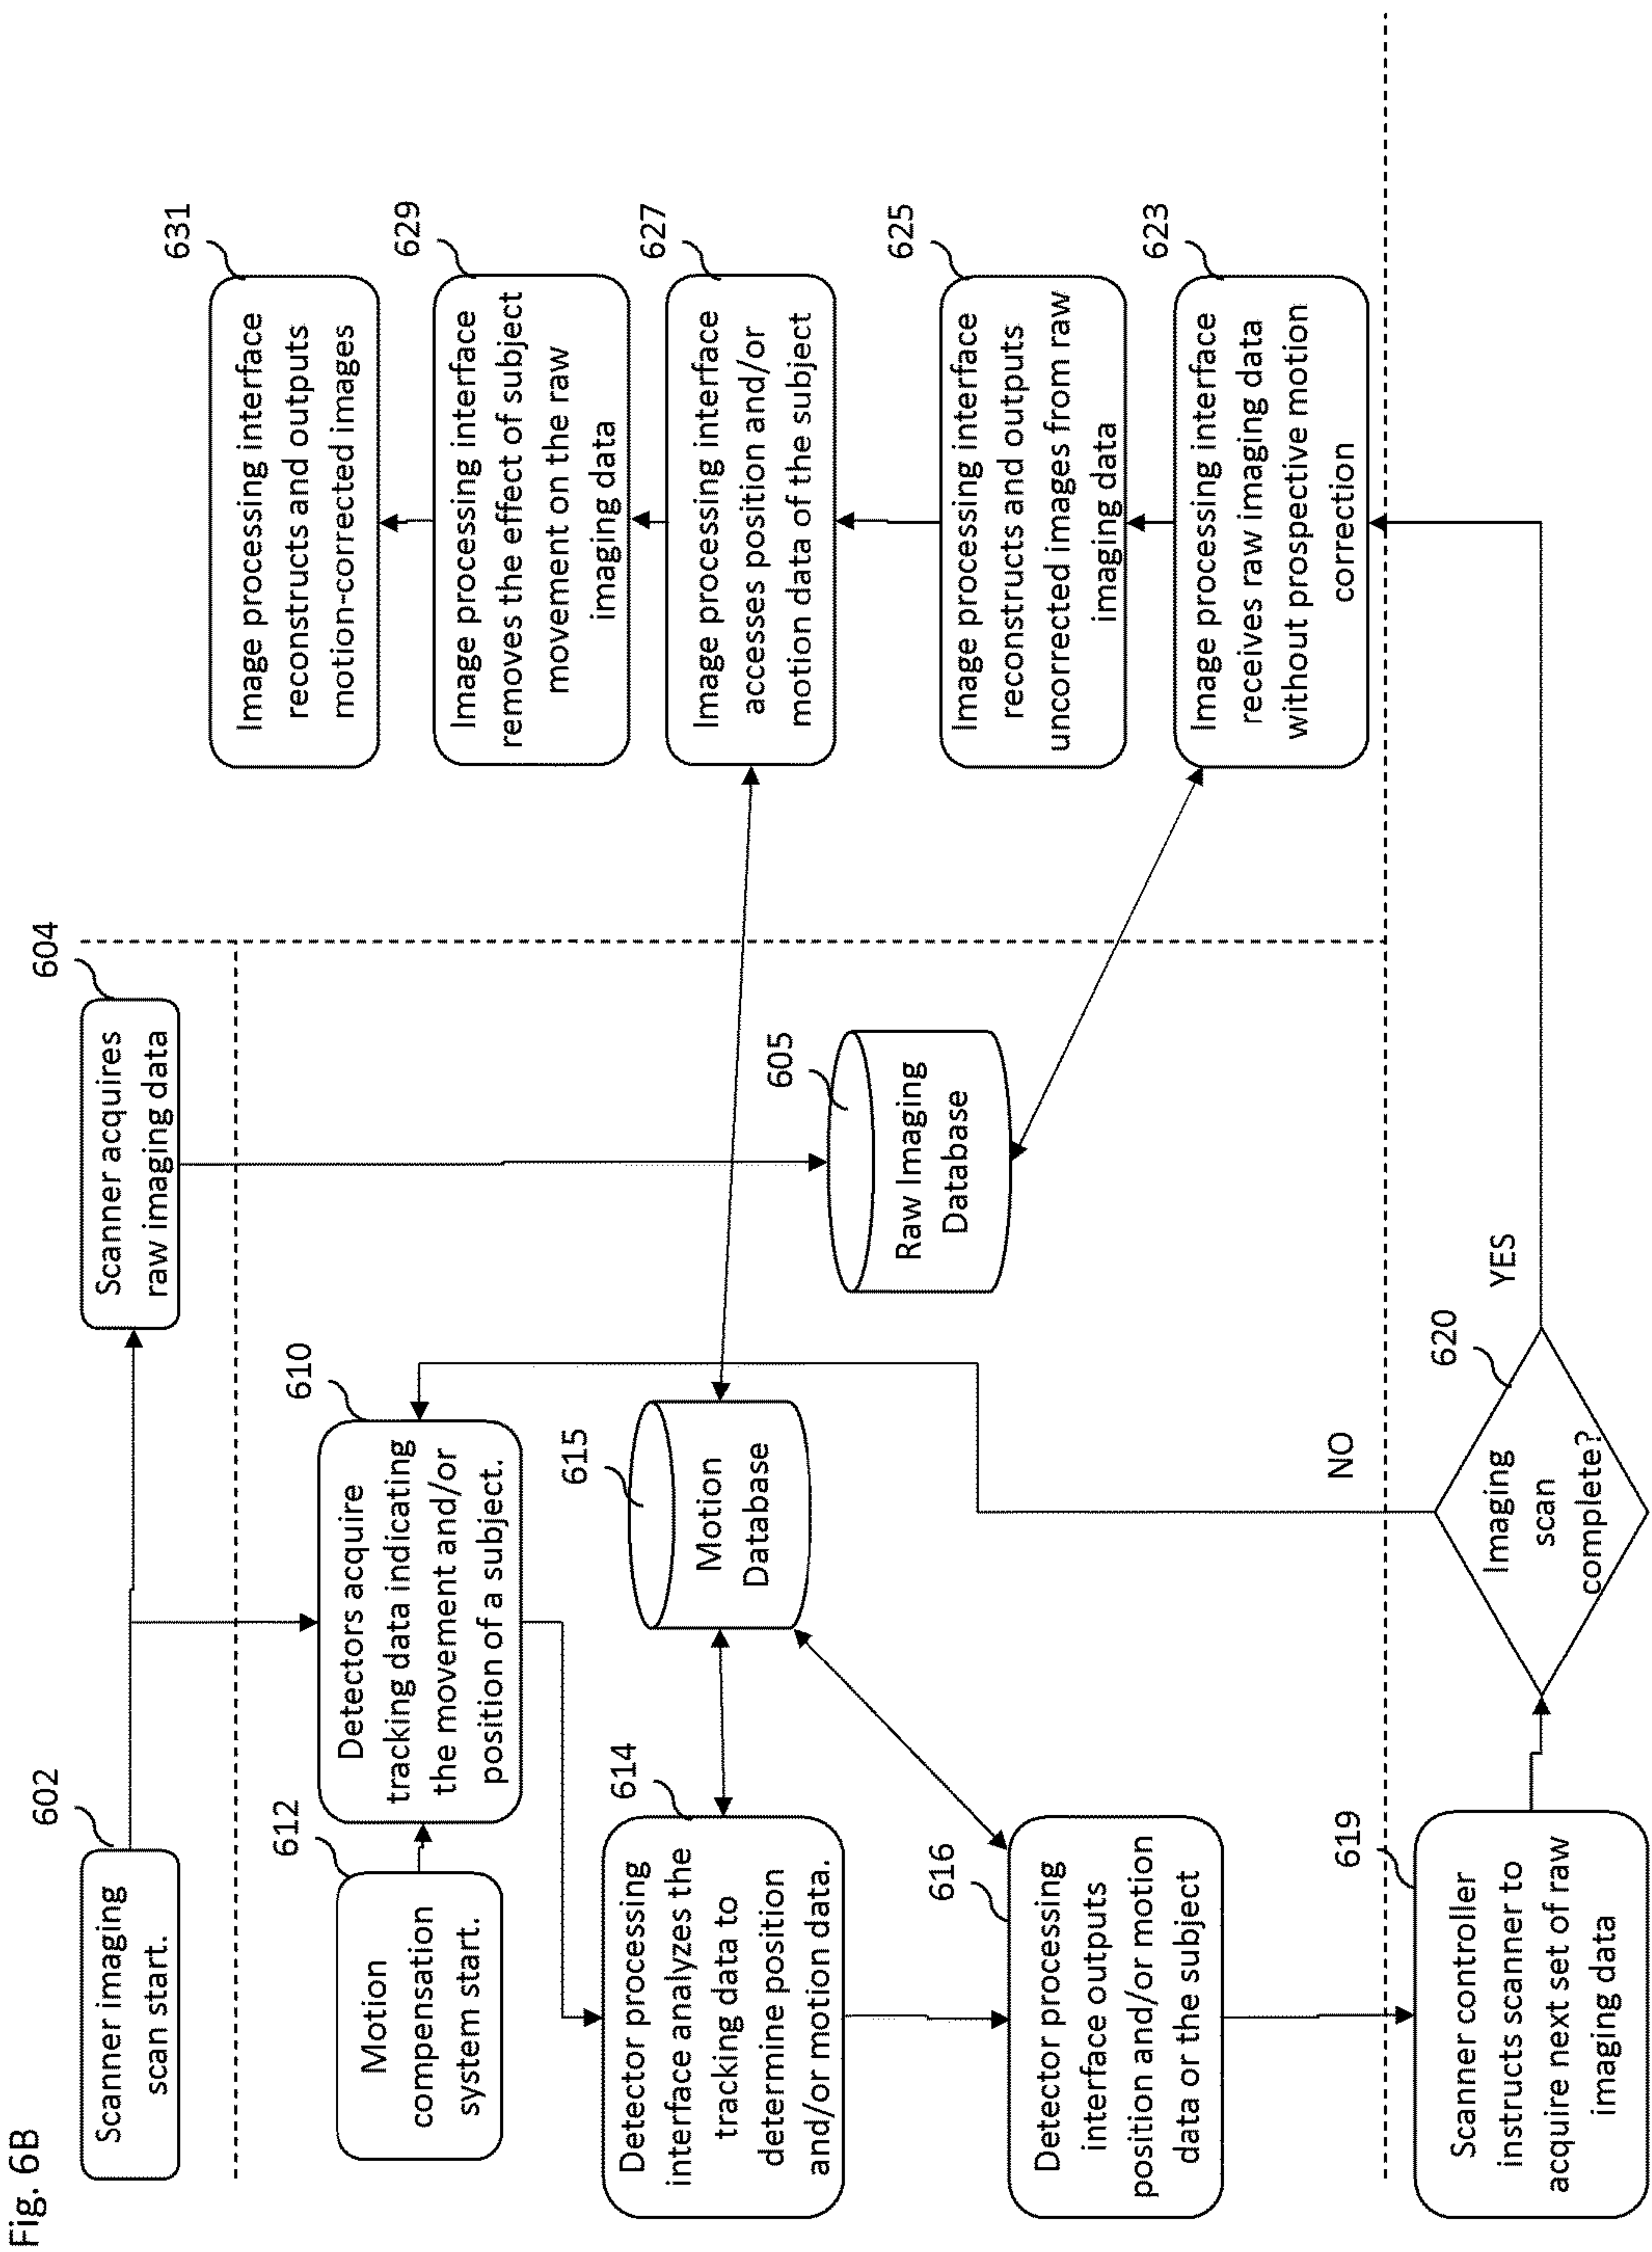 Fig. 6B
602
Scanner imaging
scan start.
604
Scanner acquires
raw imaging data
612
Motion
compensation
system start.
610
Detectors acquire
tracking data indicating
the movement and/or
position of a subject.
614
Detector processing
interface analyzes the
tracking data to
determine position
and/or motion data.
615
Motion
Database
605
Raw Imaging
Database
616
Detector processing
interface outputs
position and/or motion
data or the subject
619
Scanner controller
instructs scanner to
acquire next set of raw
imaging data
620
Imaging
scan
complete?
NO
YES
631
Image processing interface
reconstructs and outputs
motion-corrected images
629
Image processing interface
removes the effect of subject
movement on the raw
imaging data
627
Image processing interface
accesses position and/or
motion data of the subject
625
Image processing interface
reconstructs and outputs
uncorrected images from raw
imaging data
623
Image processing interface
receives raw imaging data
without prospective motion
correction